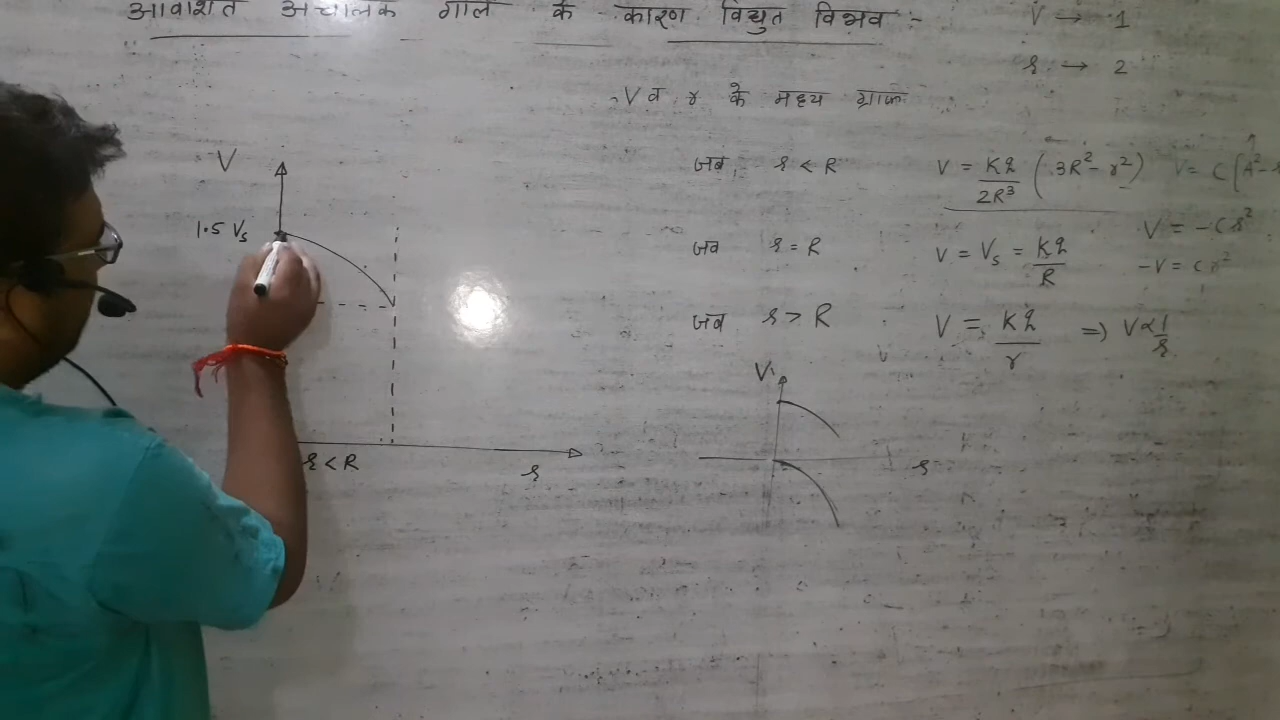 आवेशित अचालक गोले के कारण विद्युत विभव :-
V → 1
r → 2
V व r के मध्य ग्राफ
V
1.5 Vs
r < R
r
जब, r < R V = Kq/2R³ (3R² - r²)
V = -Cr²
जब r = R V = Vs = Kq/R
-V = Cr²
जब r > R V = Kq/r ⇒ V ∝ 1/r
V
r